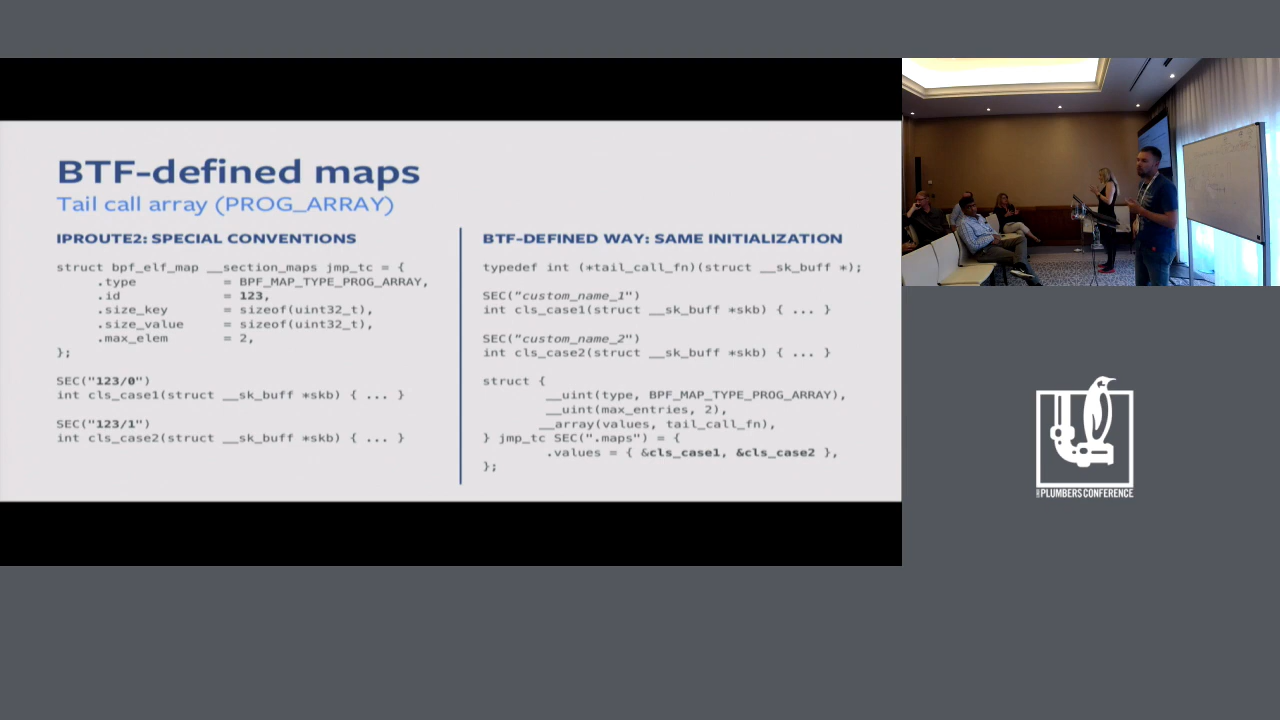 BTF-defined maps
Tail call array (PROG_ARRAY)
IPROUTE2: SPECIAL CONVENTIONS
struct bpf_elf_map __section_maps jmp_tc = {
.type = BPF_MAP_TYPE_PROG_ARRAY,
.id = 123,
.size_key = sizeof(uint32_t),
.size_value = sizeof(uint32_t),
.max_elem = 2,
};
SEC("123/0")
int cls_case1(struct __sk_buff *skb) { ... }
SEC("123/1")
int cls_case2(struct __sk_buff *skb) { ... }
BTF-DEFINED WAY: SAME INITIALIZATION
typedef int (*tail_call_fn)(struct __sk_buff *);
SEC("custom_name_1")
int cls_case1(struct __sk_buff *skb) { ... }
SEC("custom_name_2")
int cls_case2(struct __sk_buff *skb) { ... }
struct {
__uint(type, BPF_MAP_TYPE_PROG_ARRAY),
__uint(max_entries, 2),
__array(values, tail_call_fn),
} jmp_tc SEC(".maps") = {
.values = { &cls_case1, &cls_case2 },
};
PLUMBERS CONFERENCE